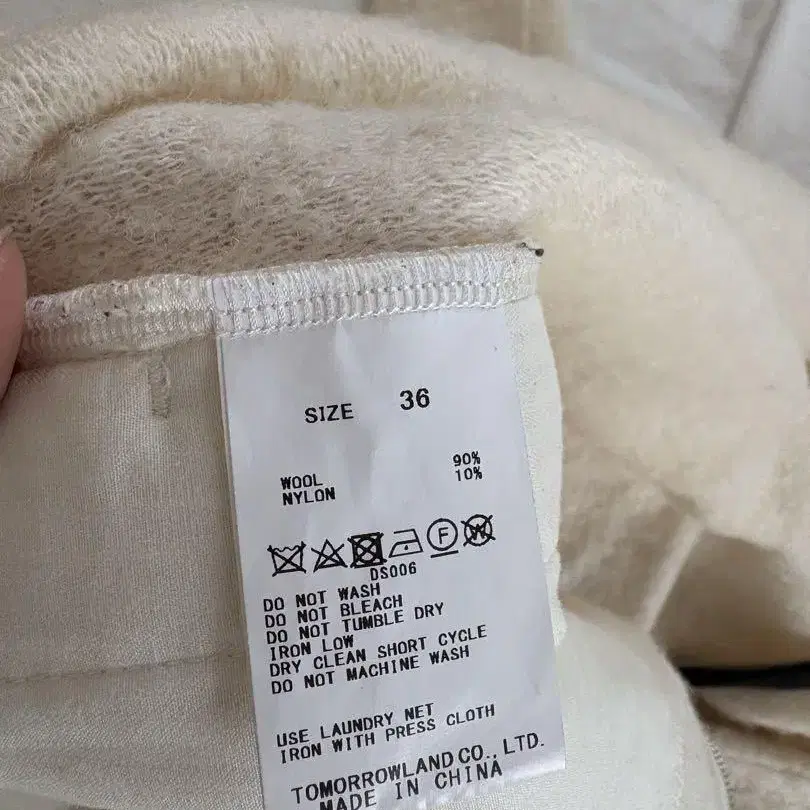 SIZE 36
WOOL 90%
NYLON 10%
F W
DS006
DO NOT WASH
DO NOT BLEACH
DO NOT TUMBLE DRY
IRON LOW
DRY CLEAN SHORT CYCLE
DO NOT MACHINE WASH
USE LAUNDRY NET
IRON WITH PRESS CLOTH
TOMORROWLAND CO., LTD.
MADE IN CHINA